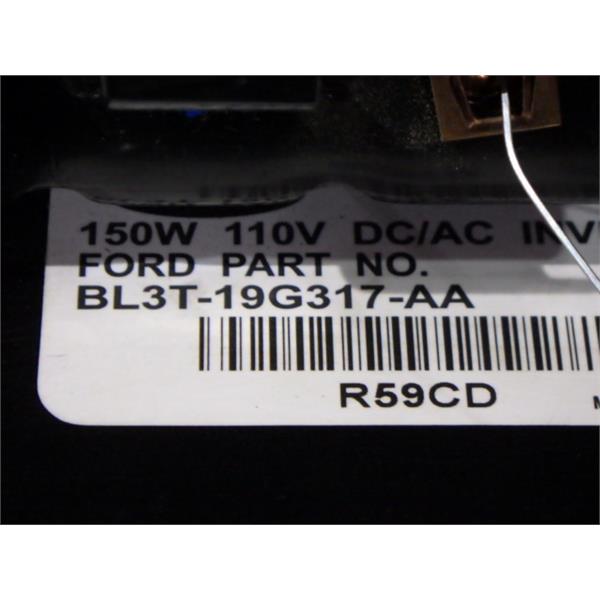 150W 110V DC/AC INV
FORD PART NO.
BL3T-19G317-AA
R59CD
M